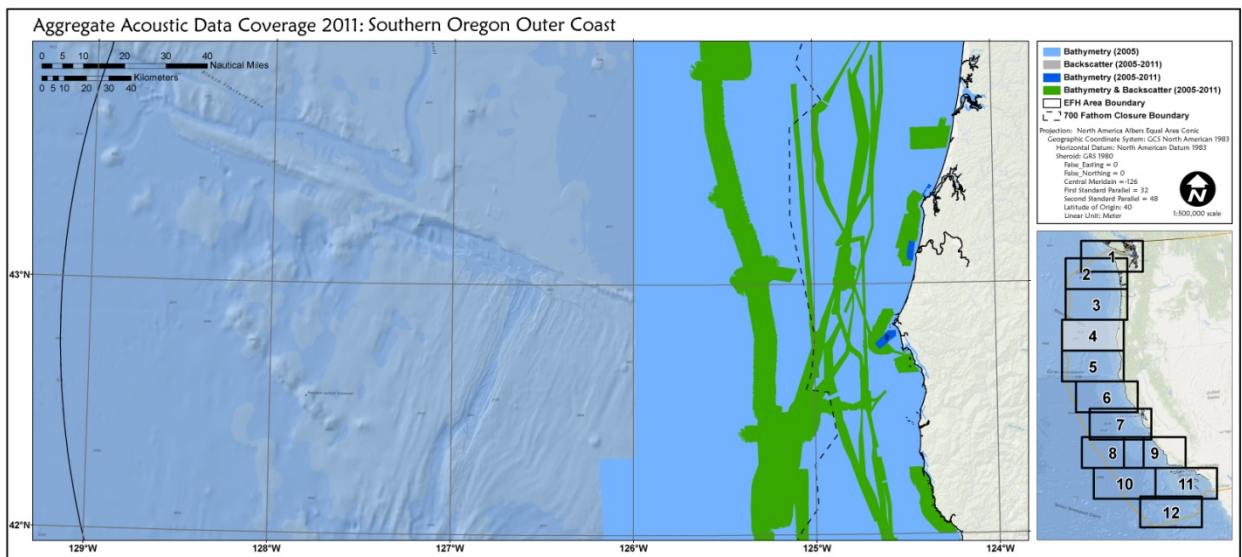 Aggregate Acoustic Data Coverage 2011: Southern Oregon Outer Coast
0 5 10 20 30 40
Nautical Miles
0 5 10 20 30 40
Kilometers
Blanco Fracture Zone
43°N
42°N
129°W 128°W 127°W 126°W 125°W 124°W
Bathymetry (2005)
Backscatter (2005-2011)
Bathymetry (2005-2011)
Bathymetry & Backscatter (2005-2011)
EFH Area Boundary
700 Fathom Closure Boundary
Projection: North America Albers Equal Area Conic
Geographic Coordinate System: GCS North American 1983
Horizontal Datum: North American Datum 1983
Sheroid: GRS 1980
False_Easting = 0
False_Northing = 0
Central Meridain = -126
First Standard Parallel = 32
Second Standard Parallel = 48
Latitude of Origin: 40
Linear Unit: Meter
N
1:500,000 scale
1
2
3
4
5
6
7
8 9
10 11
12